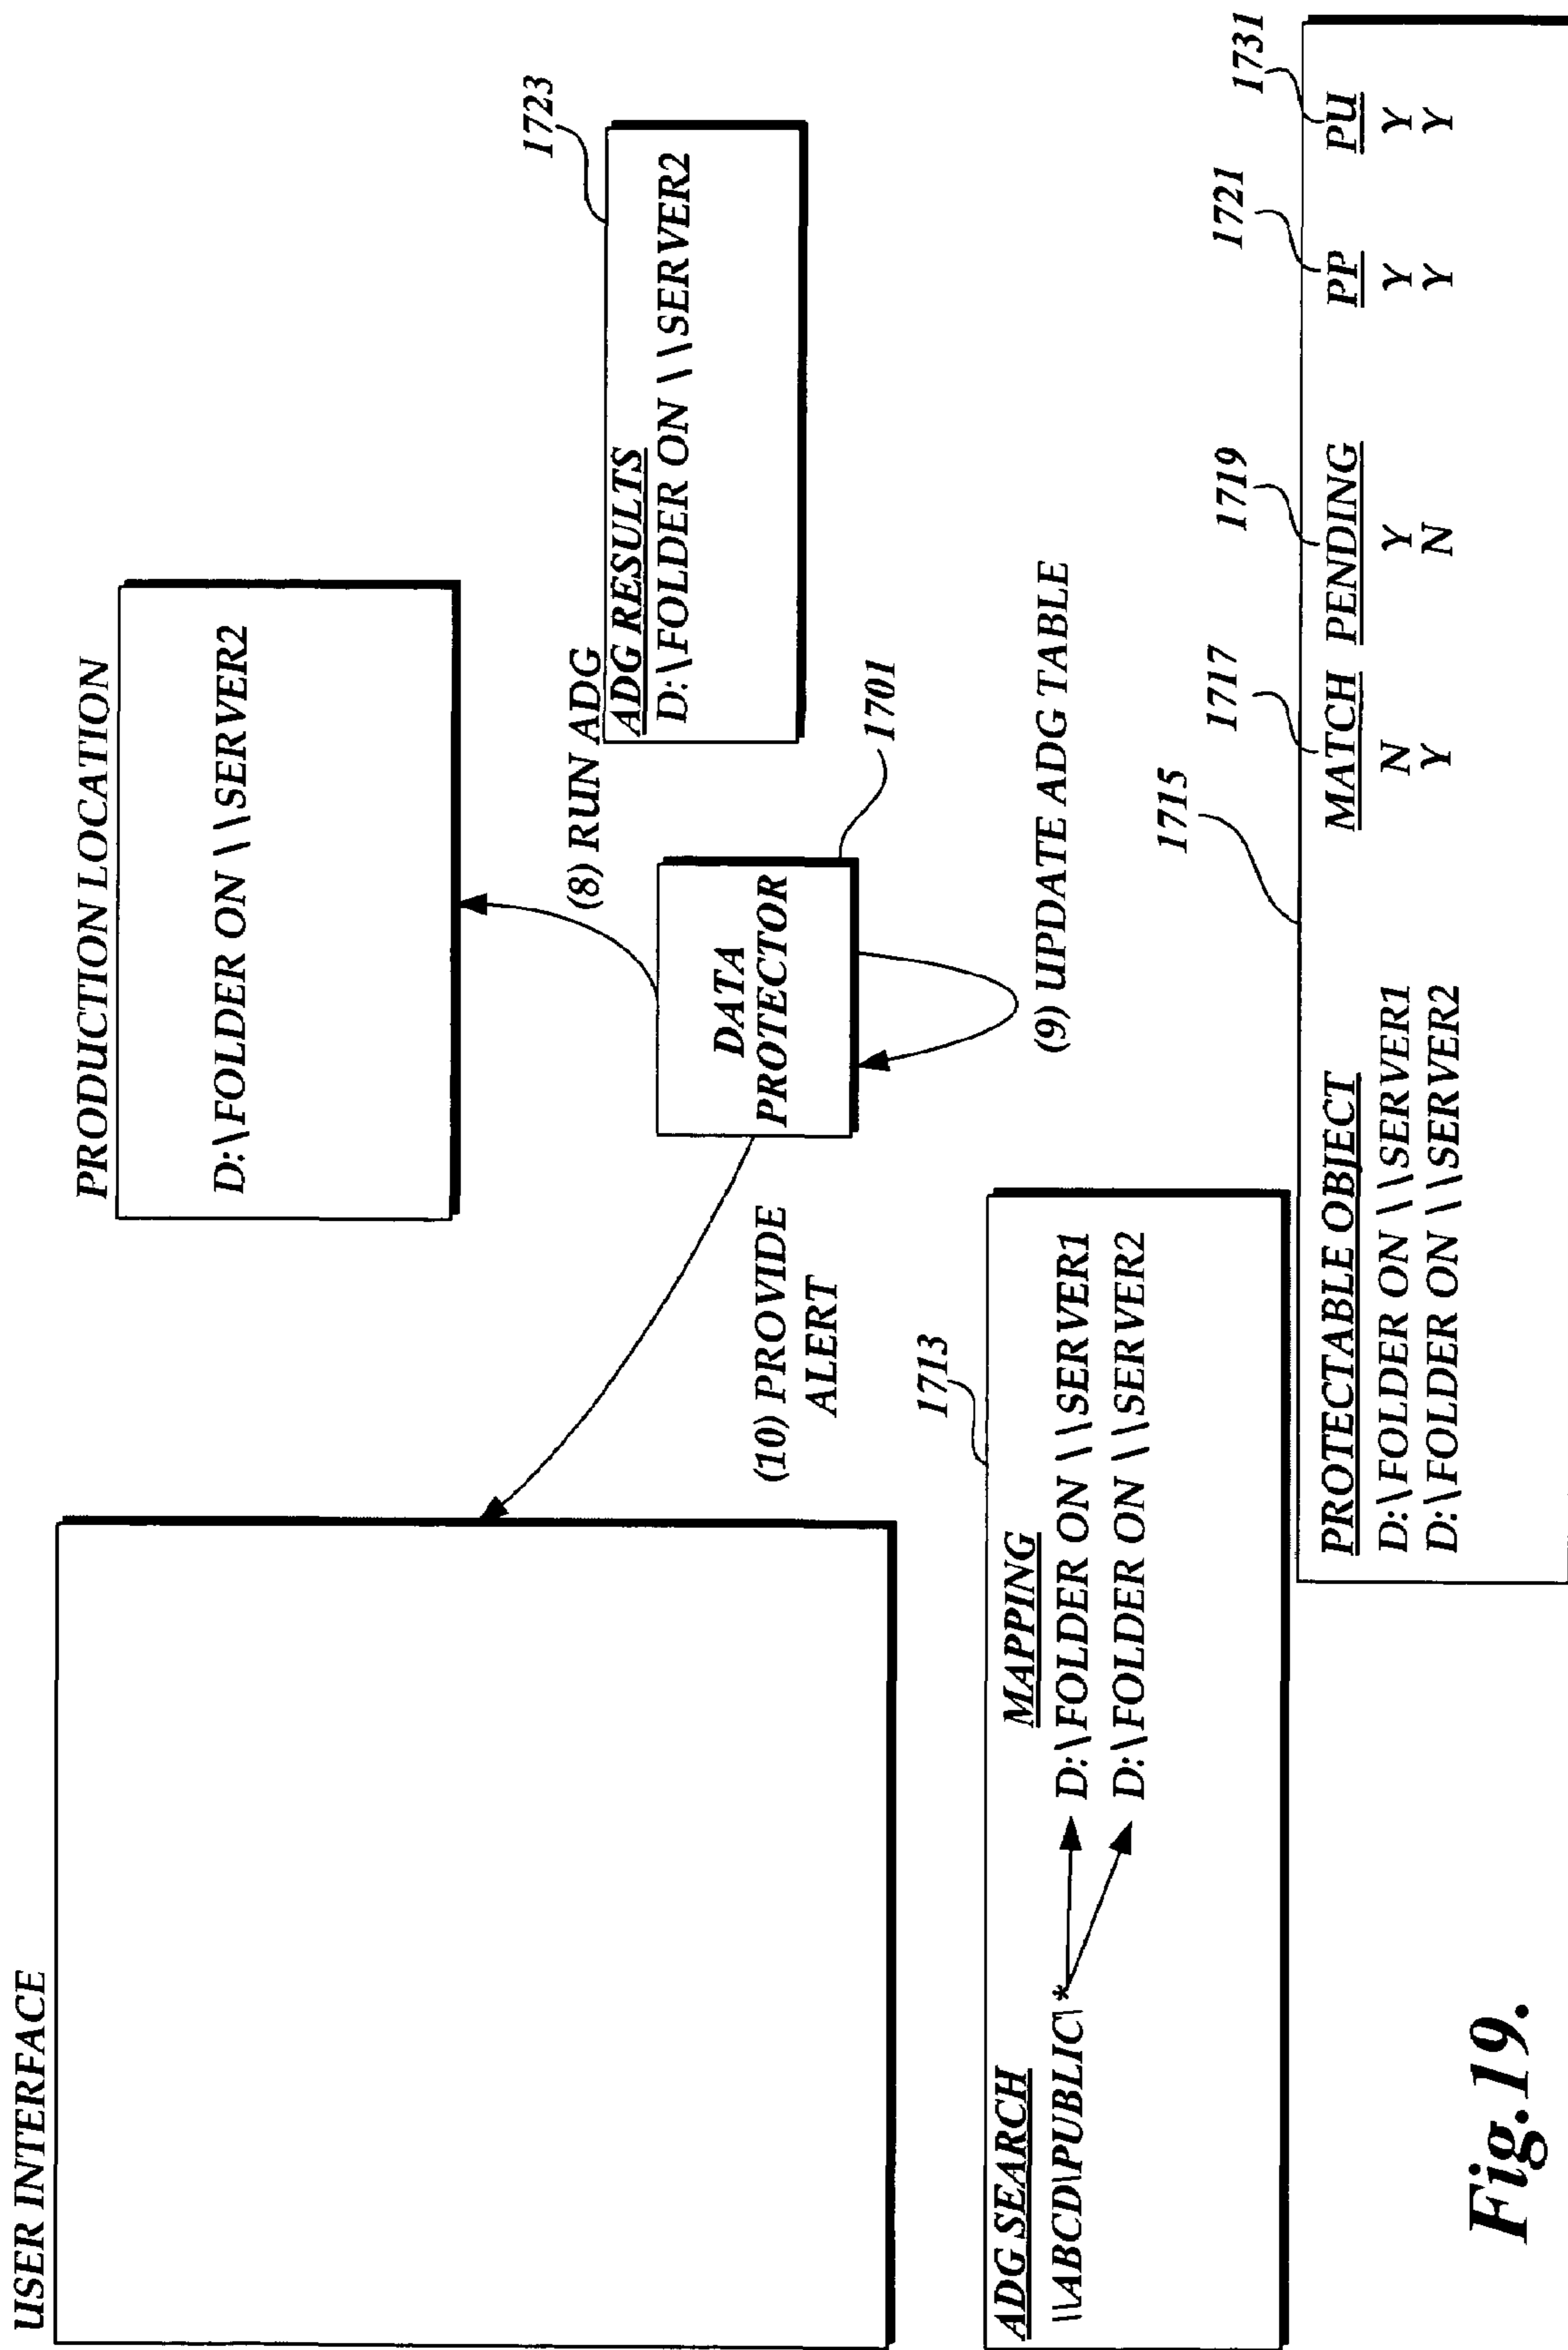 USER INTERFACE
PRODUCTION LOCATION
D:\FOLDER ON \\SERVER2
(8) RUN ADG
1723
ADG RESULTS
D:\FOLDER ON \\SERVER2
DATA
PROTECTOR
1701
(10) PROVIDE
ALERT
(9) UPDATE ADG TABLE
1713
ADG SEARCH MAPPING
\\ABCD\PUBLIC\* D:\FOLDER ON \\SERVER1
D:\FOLDER ON \\SERVER2
1715 1717 1719 1721 1731
PROTECTABLE OBJECT MATCH PENDING PP PU
D:\FOLDER ON \\SERVER1 N Y Y Y
D:\FOLDER ON \\SERVER2 Y N Y Y
Fig.19.